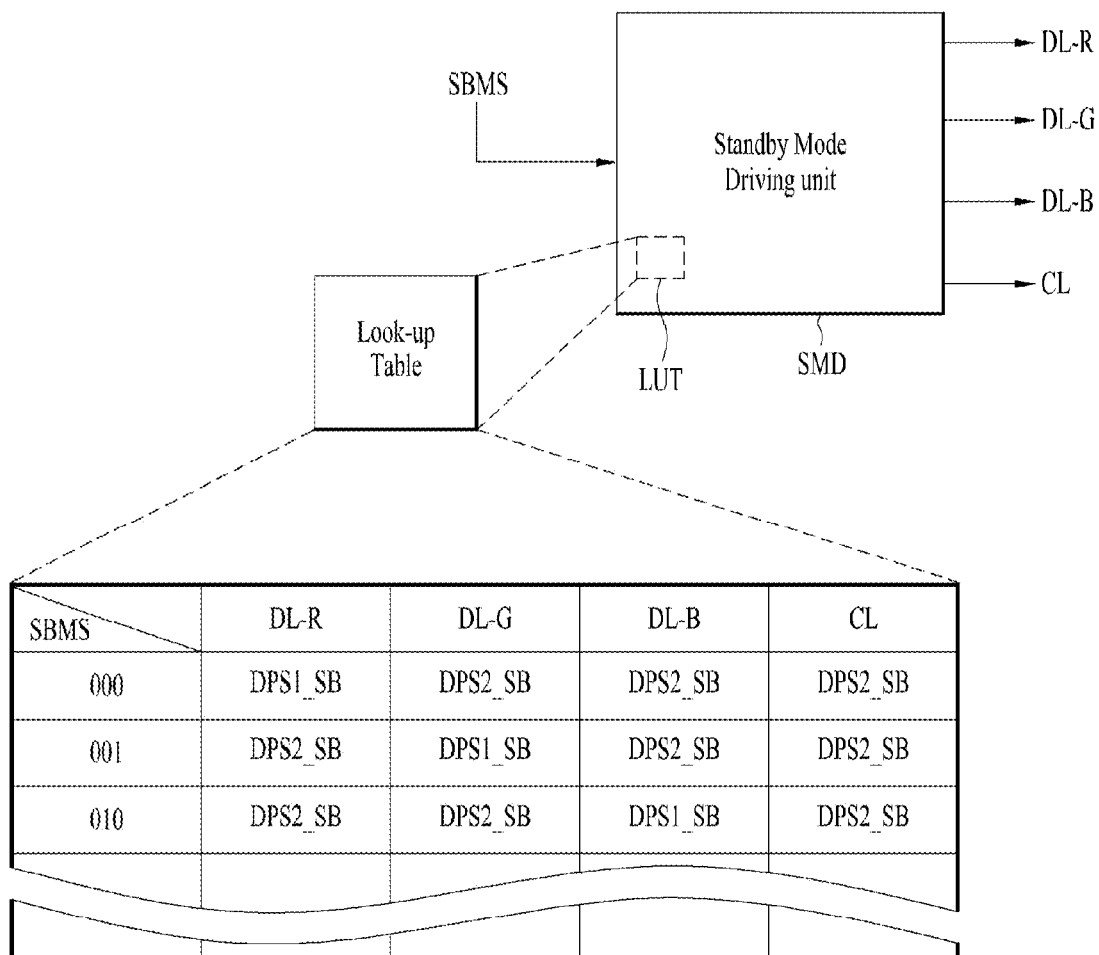 DL-R
SBMS
DL-G
Standby Mode
Driving unit
DL-B
CL
Look-up
Table
LUT
SMD
SBMS DL-R DL-G DL-B CL
000 DPS1_SB DPS2_SB DPS2_SB DPS2_SB
001 DPS2_SB DPS1_SB DPS2_SB DPS2_SB
010 DPS2_SB DPS2_SB DPS1_SB DPS2_SB